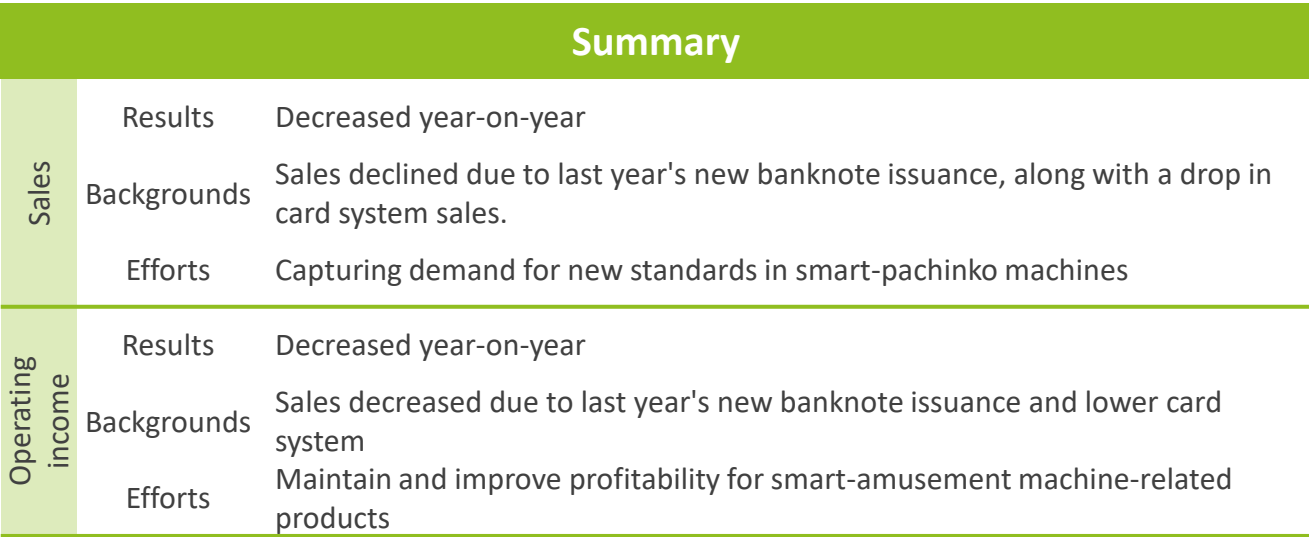 Summary
Sales
Results
Decreased year-on-year
Backgrounds
Sales declined due to last year's new banknote issuance, along with a drop in
card system sales.
Efforts
Capturing demand for new standards in smart-pachinko machines
Operating
income
Results
Decreased year-on-year
Backgrounds
Sales decreased due to last year's new banknote issuance and lower card
system
Efforts
Maintain and improve profitability for smart-amusement machine-related
products